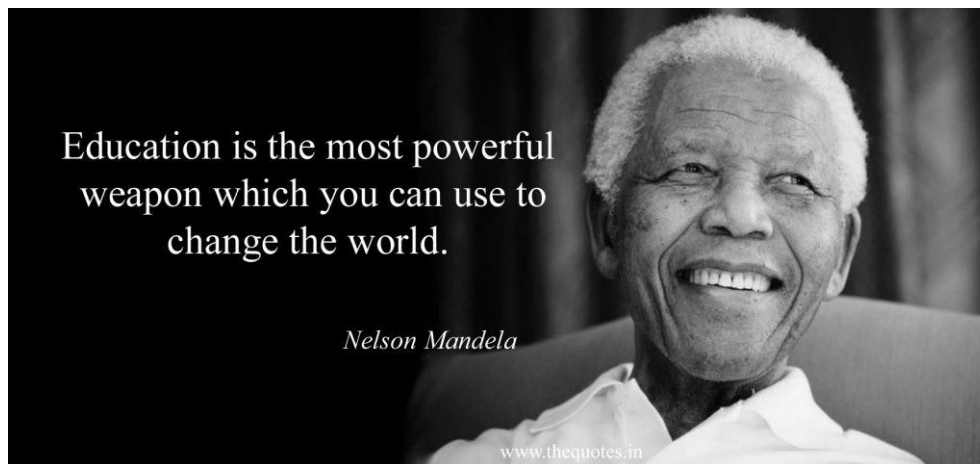 Education is the most powerful
weapon which you can use to
change the world.
Nelson Mandela
www.thequotes.in